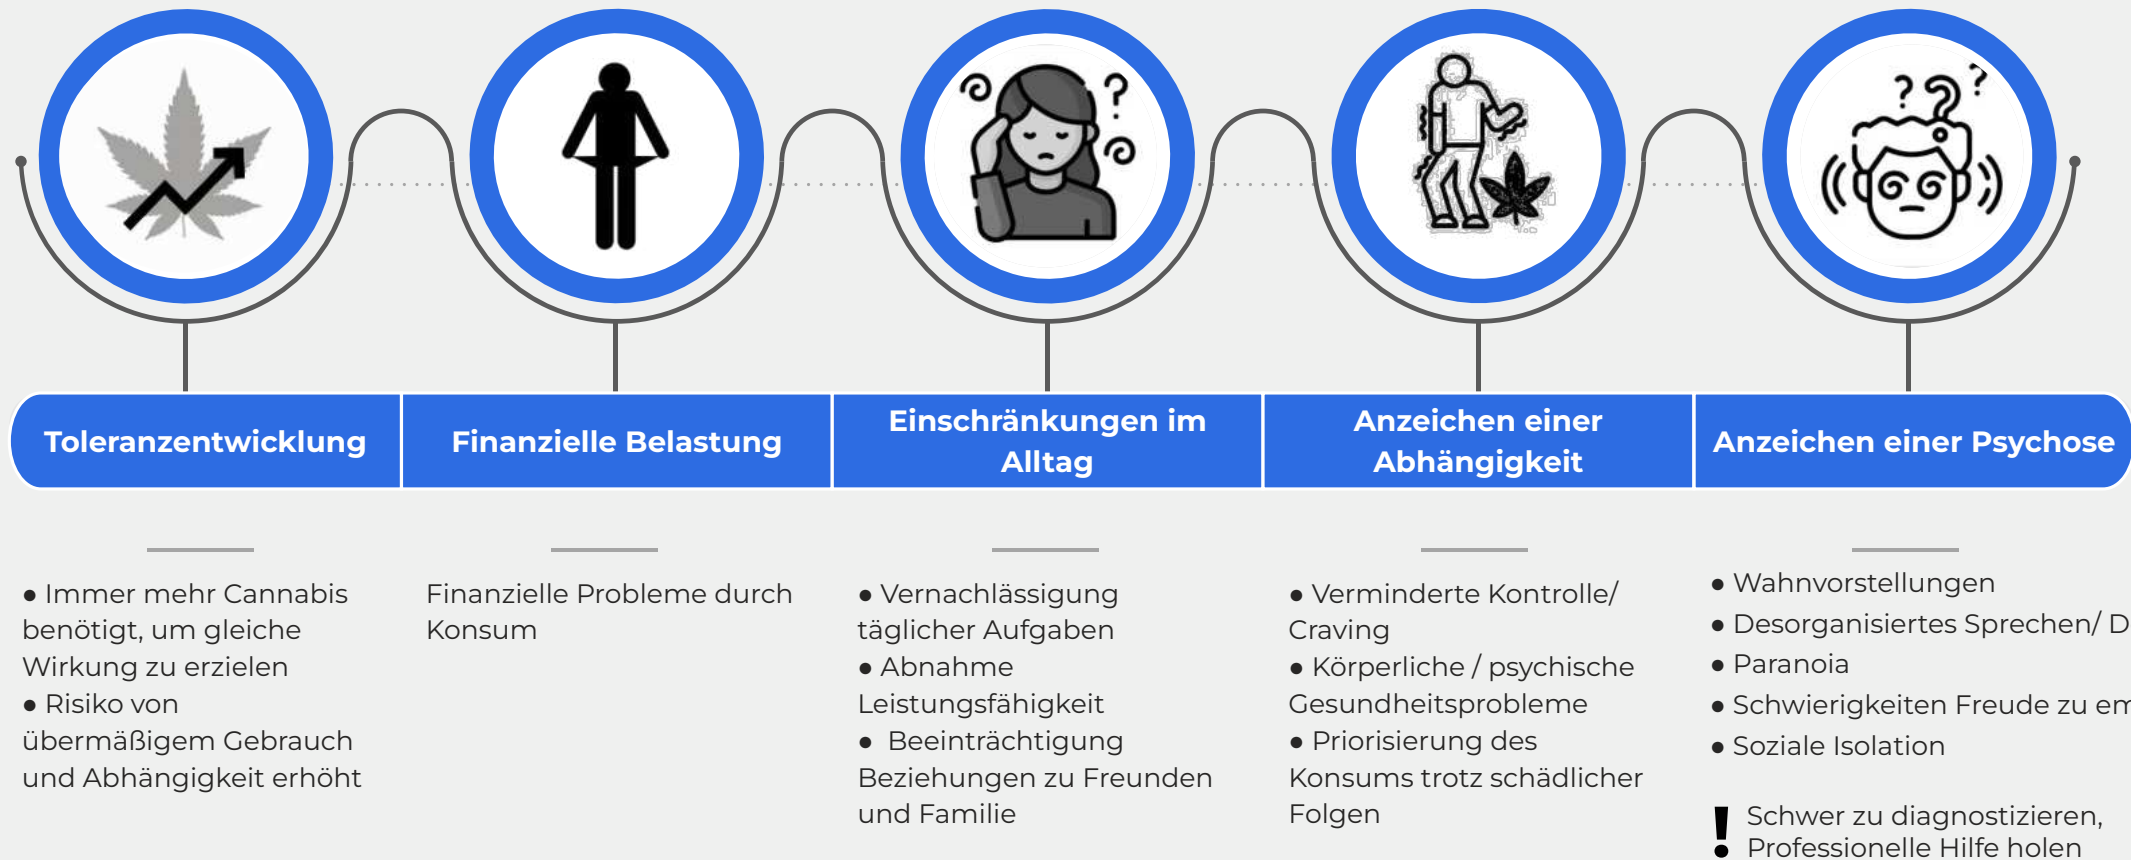 Toleranzentwicklung
Finanzielle Belastung
Einschränkungen im
Alltag
Anzeichen einer
Abhängigkeit
Anzeichen einer Psychose
● Immer mehr Cannabis
benötigt, um gleiche
Wirkung zu erzielen
● Risiko von
übermäßigem Gebrauch
und Abhängigkeit erhöht
Finanzielle Probleme durch
Konsum
● Vernachlässigung
täglicher Aufgaben
● Abnahme
Leistungsfähigkeit
● Beeinträchtigung
Beziehungen zu Freunden
und Familie
● Verminderte Kontrolle/
Craving
● Körperliche / psychische
Gesundheitsprobleme
● Priorisierung des
Konsums trotz schädlicher
Folgen
● Wahnvorstellungen
● Desorganisiertes Sprechen/
● Paranoia
● Schwierigkeiten Freude zu
● Soziale Isolation
! Schwer zu diagnostizieren,
Professionelle Hilfe holen